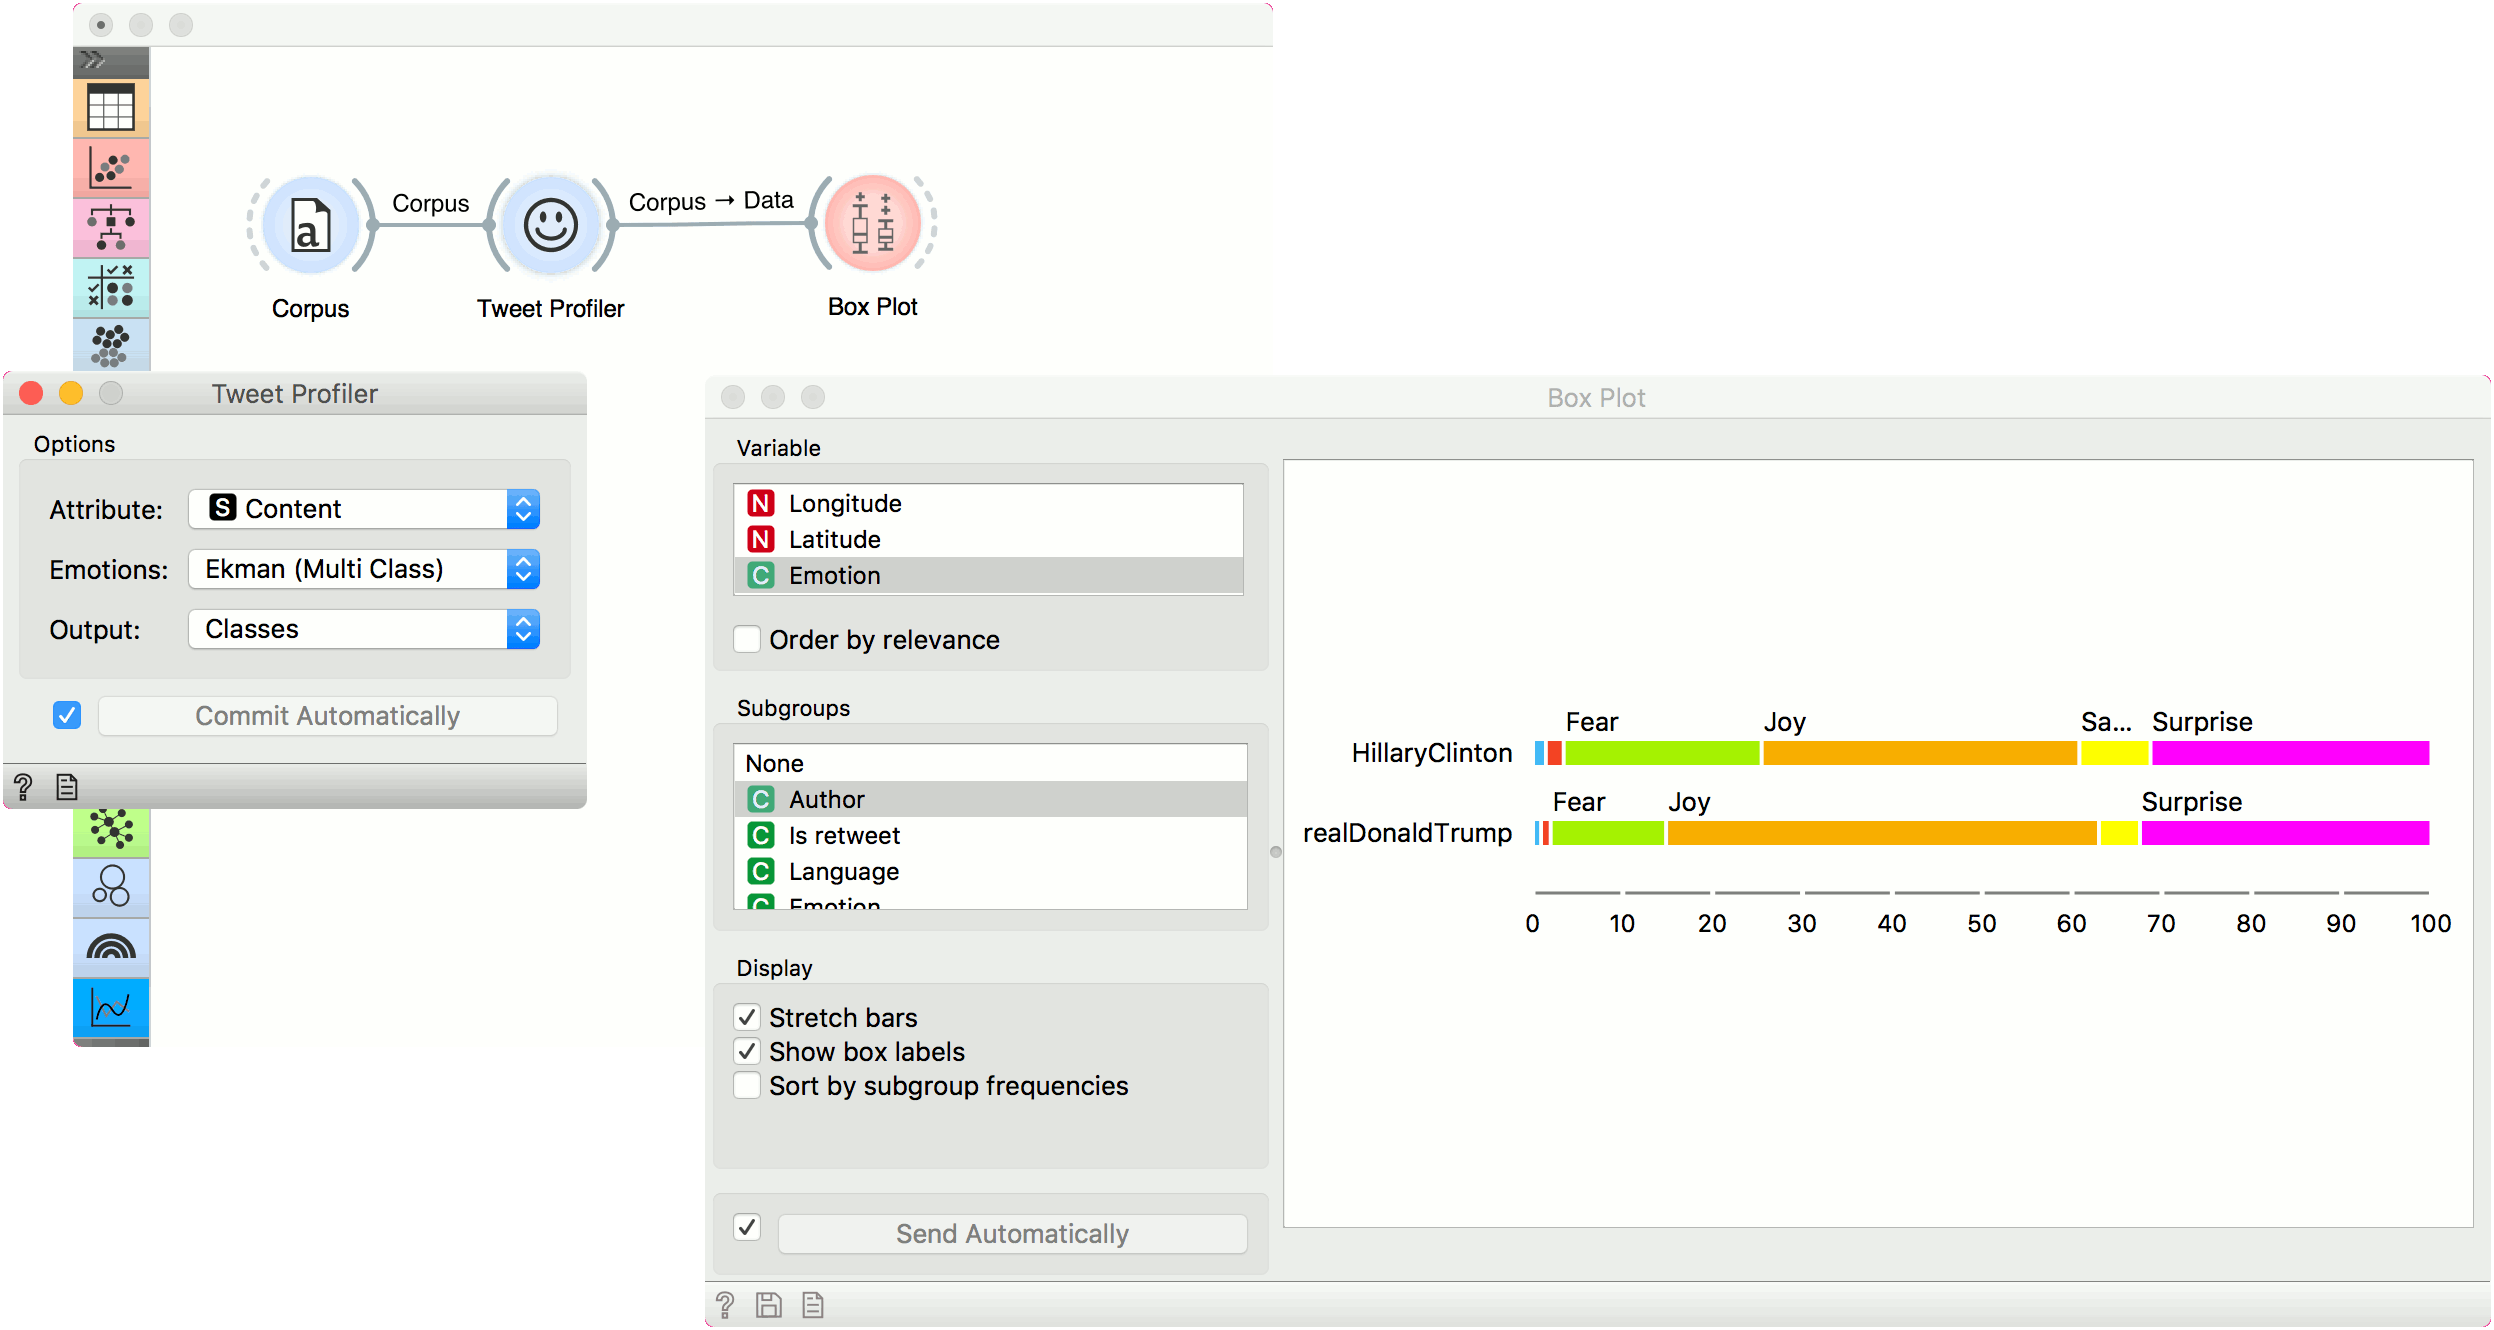 Corpus
Corpus → Data
a
Corpus
Tweet Profiler
Box Plot
Tweet Profiler
Options
Attribute: S Content
Emotions: Ekman (Multi Class)
Output: Classes
Commit Automatically
?
Box Plot
Variable
N Longitude
N Latitude
C Emotion
Order by relevance
Subgroups
None
C Author
C Is retweet
C Language
C Emotion
Display
Stretch bars
Show box labels
Sort by subgroup frequencies
Send Automatically
?
Fear Joy Sa... Surprise
HillaryClinton
Fear Joy Surprise
realDonaldTrump
0 10 20 30 40 50 60 70 80 90 100